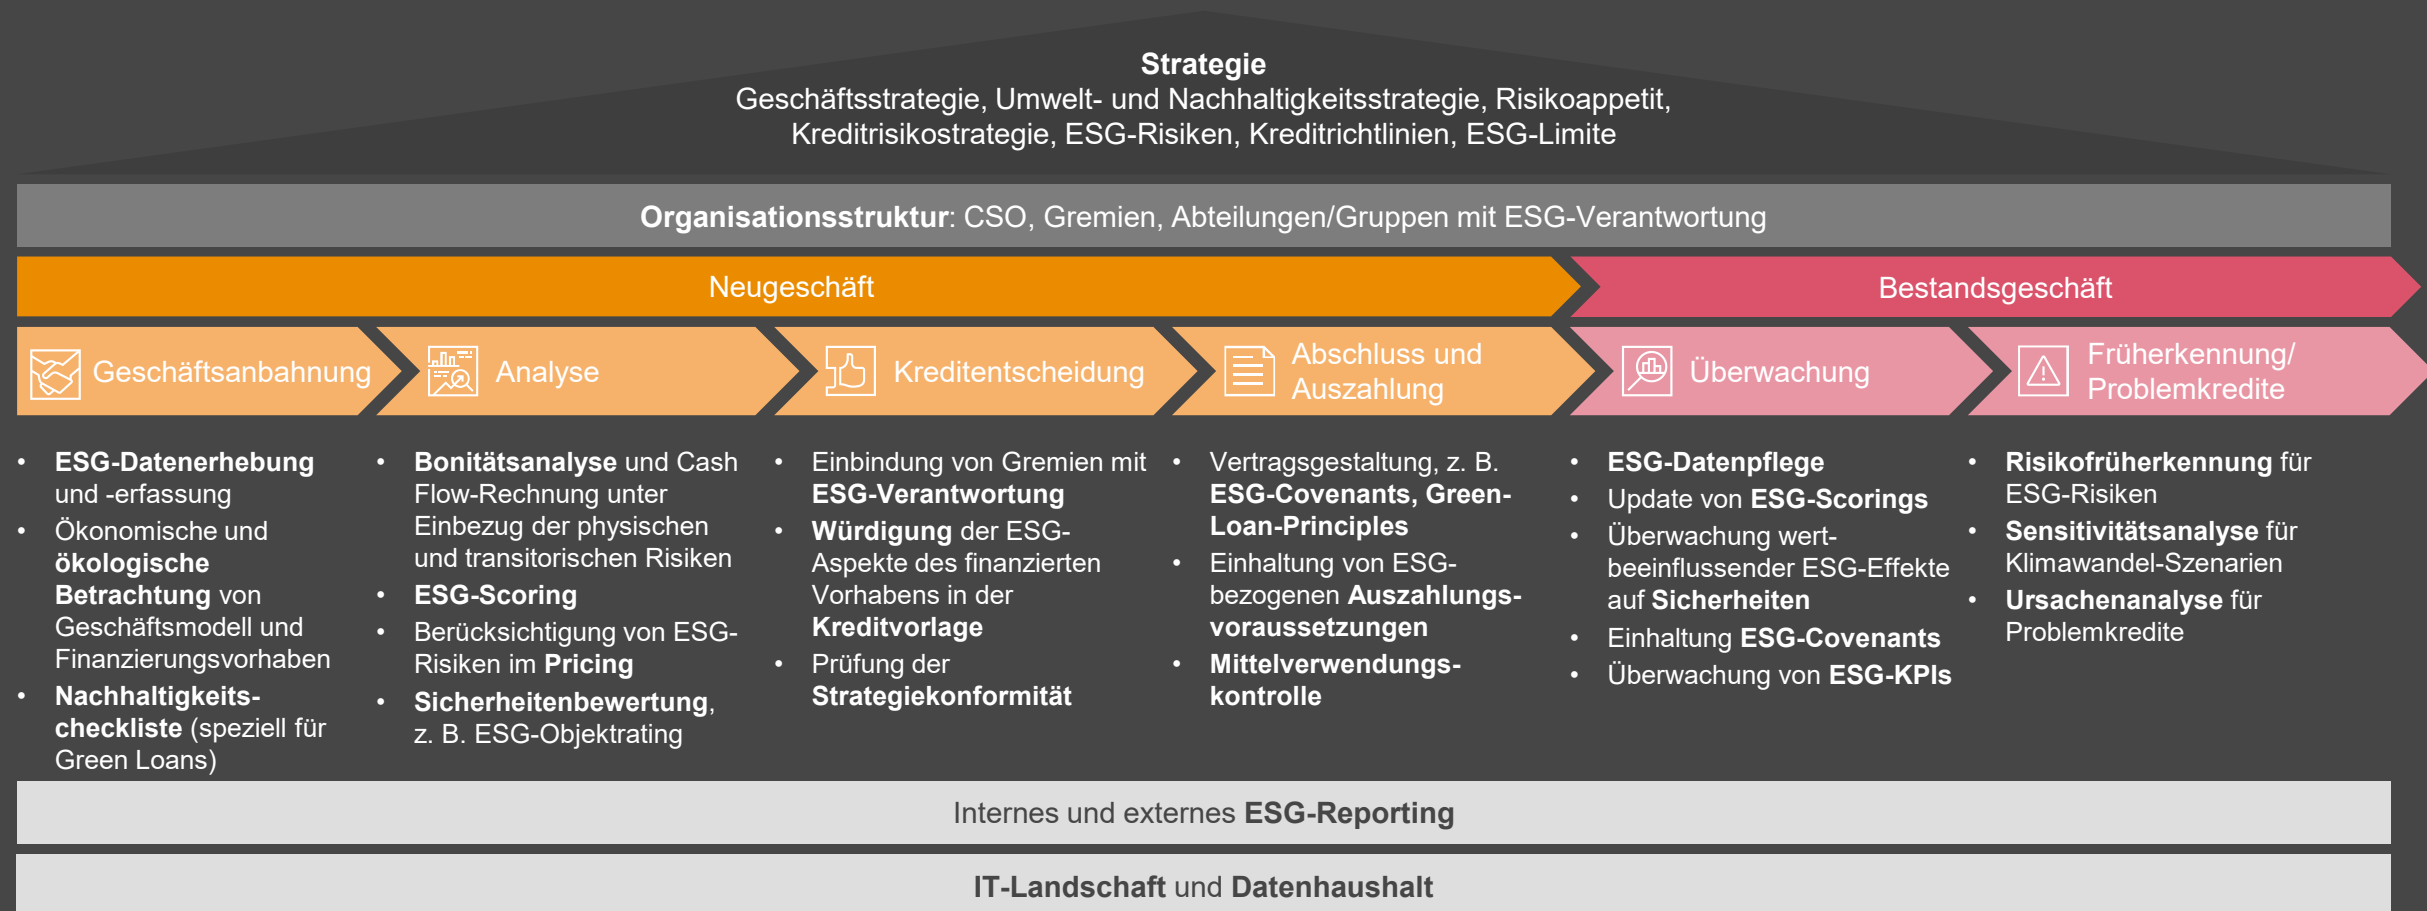 Strategie
Geschäftsstrategie, Umwelt- und Nachhaltigkeitsstrategie, Risikoappetit,
Kreditrisikostrategie, ESG-Risiken, Kreditrichtlinien, ESG-Limite
Organisationsstruktur: CSO, Gremien, Abteilungen/Gruppen mit ESG-Verantwortung
Neugeschäft
Bestandsgeschäft
Geschäftsanbahnung
Analyse
Kreditentscheidung
Abschluss und
Auszahlung
Überwachung
Früherkennung/
Problemkredite
• ESG-Datenerhebung
und -erfassung
• Ökonomische und
ökologische
Betrachtung von
Geschäftsmodell und
Finanzierungsvorhaben
• Nachhaltigkeits-
checkliste (speziell für
Green Loans)
• Bonitätsanalyse und Cash
Flow-Rechnung unter
Einbezug der physischen
und transitorischen Risiken
• ESG-Scoring
• Berücksichtigung von ESG-
Risiken im Pricing
• Sicherheitenbewertung,
z. B. ESG-Objektrating
• Einbindung von Gremien mit
ESG-Verantwortung
• Würdigung der ESG-
Aspekte des finanzierten
Vorhabens in der
Kreditvorlage
• Prüfung der
Strategiekonformität
• Vertragsgestaltung, z. B.
ESG-Covenants, Green-
Loan-Principles
• Einhaltung von ESG-
bezogenen Auszahlungs-
voraussetzungen
• Mittelverwendungs-
kontrolle
• ESG-Datenpflege
• Update von ESG-Scorings
• Überwachung wert-
beeinflussender ESG-Effekte
auf Sicherheiten
• Einhaltung ESG-Covenants
• Überwachung von ESG-KPIs
• Risikofrüherkennung für
ESG-Risiken
• Sensitivitätsanalyse für
Klimawandel-Szenarien
• Ursachenanalyse für
Problemkredite
Internes und externes ESG-Reporting
IT-Landschaft und Datenhaushalt